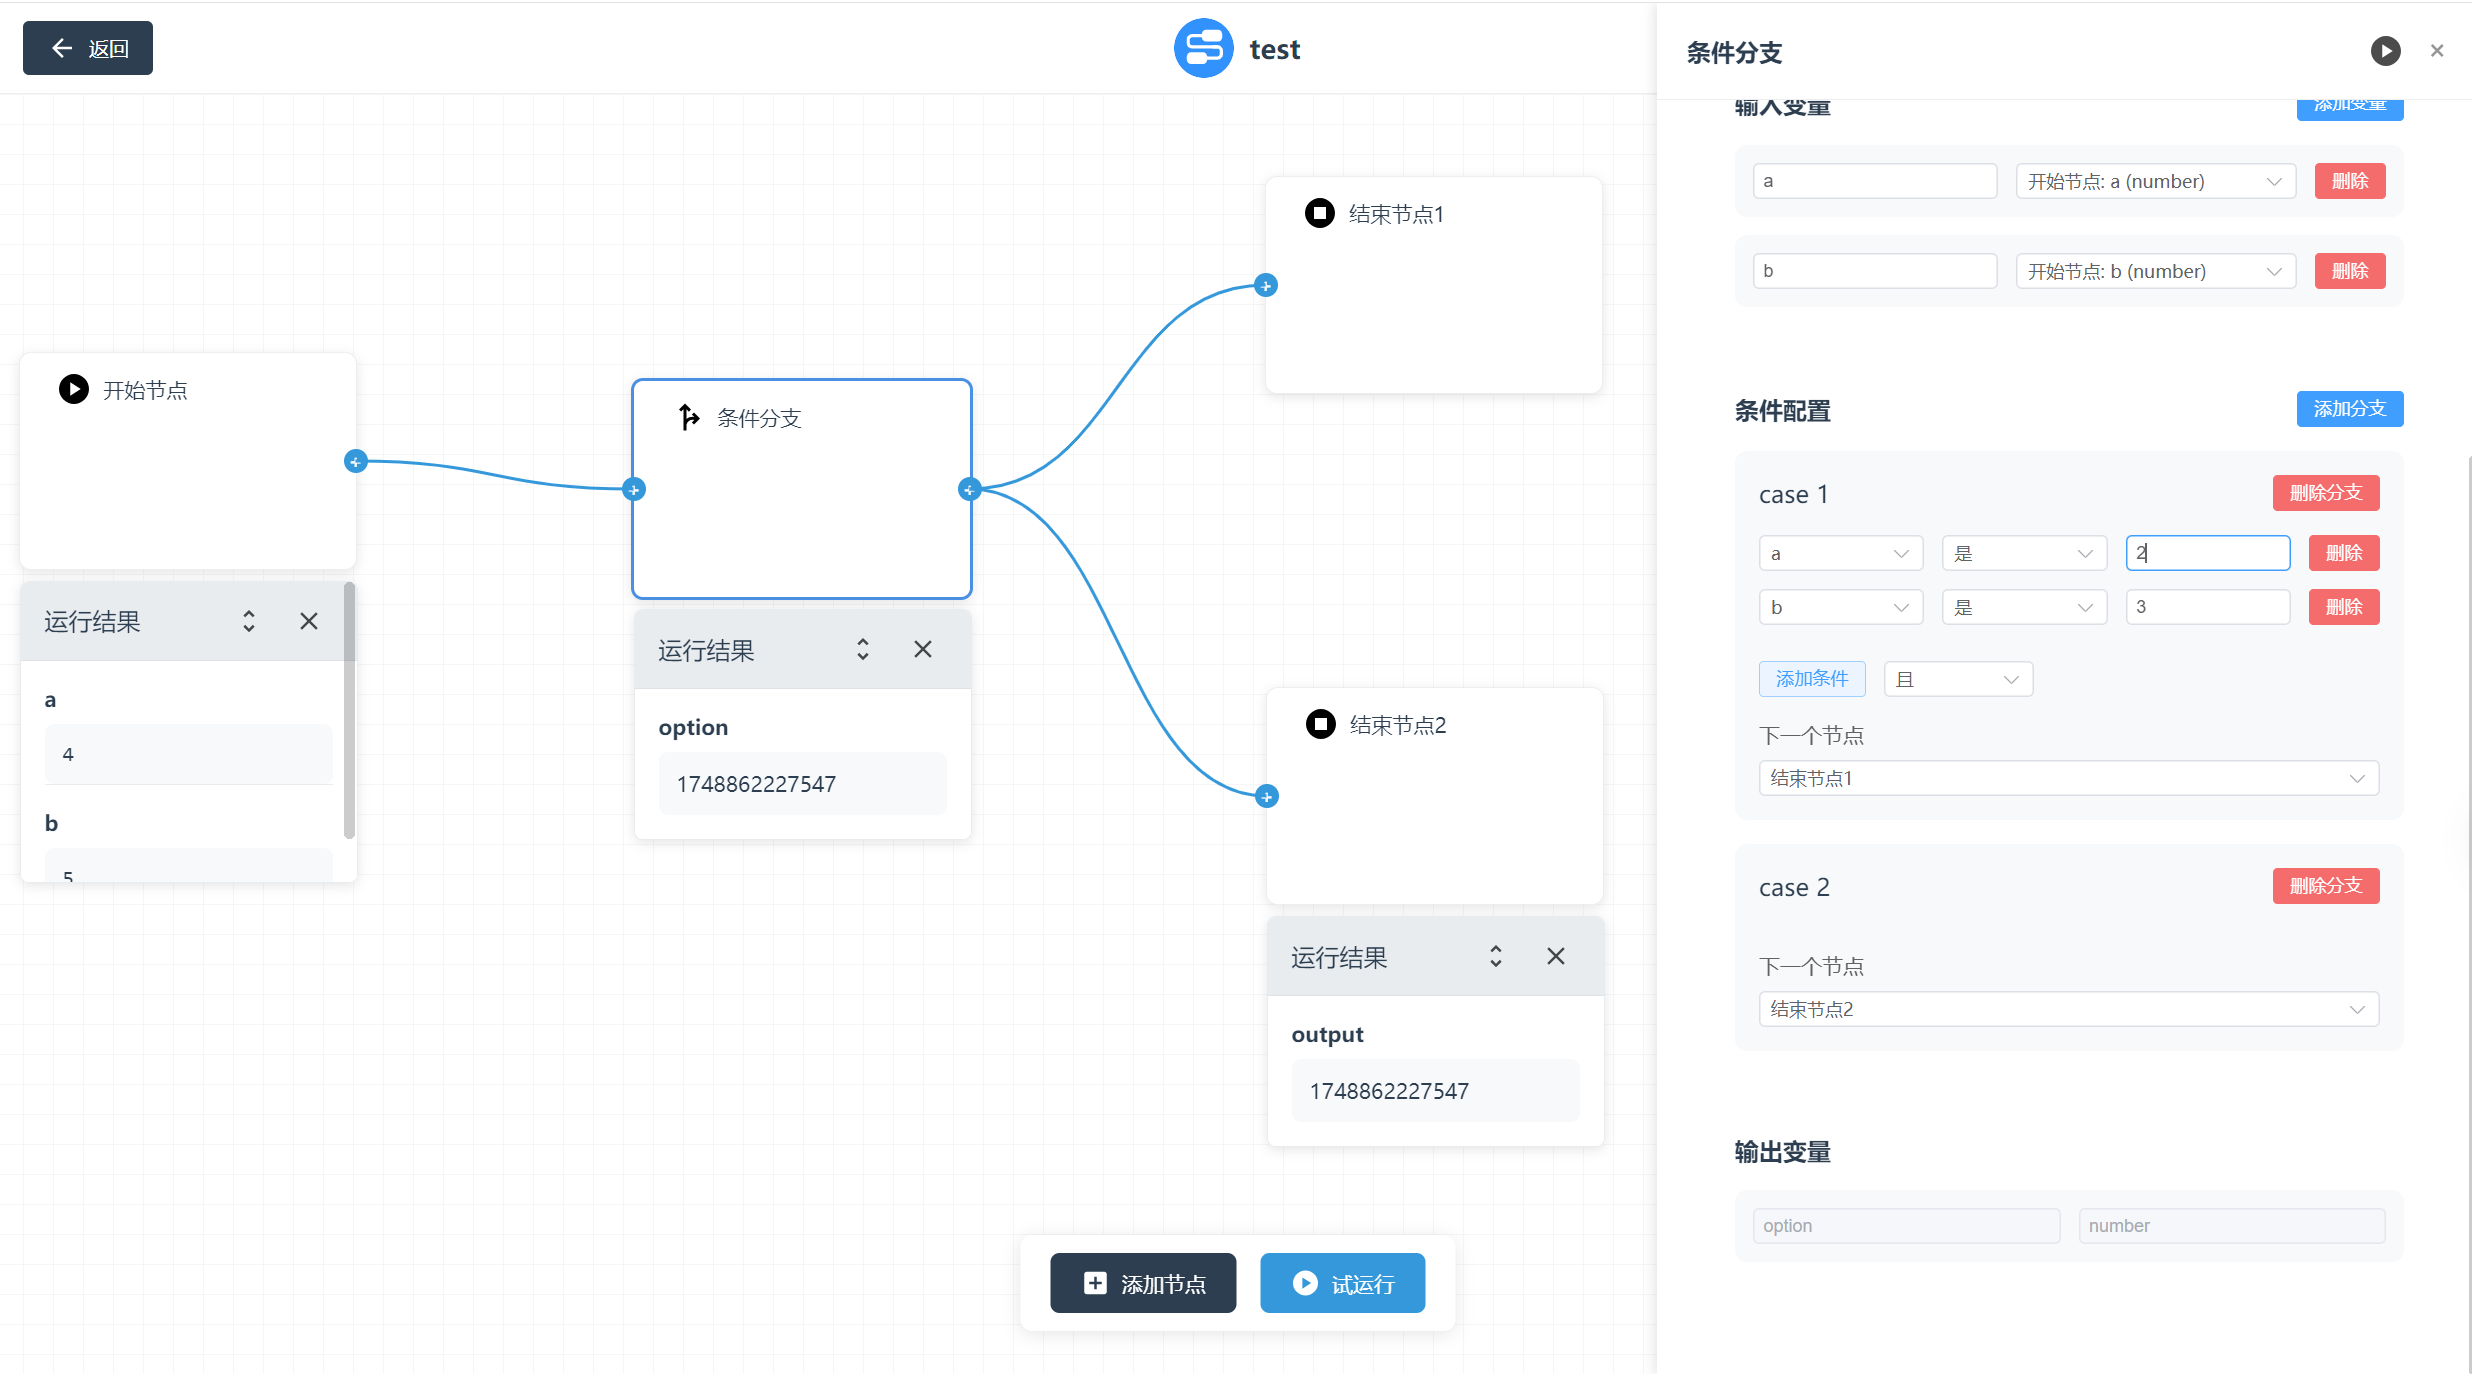 返回
test
开始节点
运行结果
a
4
b
5
条件分支
运行结果
option
1748862227547
结束节点1
结束节点2
运行结果
output
1748862227547
添加节点
试运行
条件分支
输入变量
添加变量
a
开始节点: a (number)
删除
b
开始节点: b (number)
删除
条件配置
添加分支
case 1
删除分支
a
是
2
删除
b
是
3
删除
添加条件
且
下一个节点
结束节点1
case 2
删除分支
下一个节点
结束节点2
输出变量
option
number